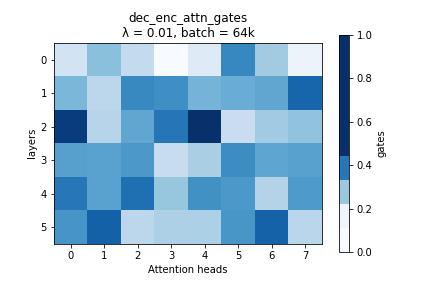 dec_enc_attn_gates
λ = 0.01, batch = 64k
layers
0
1
2
3
4
5
0 1 2 3 4 5 6 7
Attention heads
1.0
0.8
0.6
0.4
0.2
0.0
gates